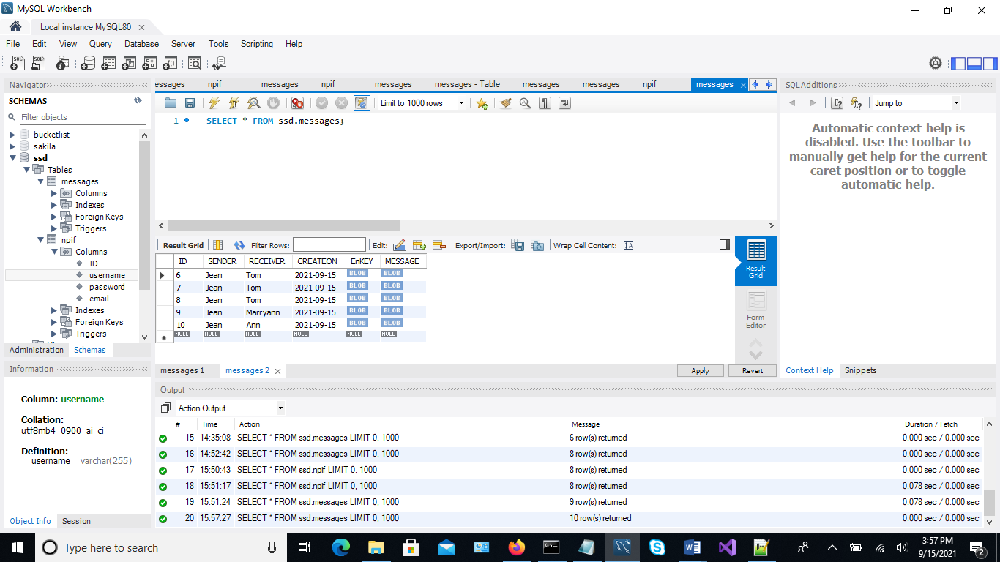 MySQL Workbench
Local instance MySQL80
File Edit View Query Database Server Tools Scripting Help
Navigator
SCHEMAS
Filter objects
bucketlist
sakila
ssd
Tables
messages
Columns
Indexes
Foreign Keys
Triggers
npif
Columns
ID
username
password
email
Indexes
Foreign Keys
Triggers
Administration Schemas
Information
Column: username
Collation:
utf8mb4_0900_ai_ci
Definition:
username varchar(255)
Object Info Session
essages npif messages npif messages messages - Table messages messages npif messages
Limit to 1000 rows
1 SELECT * FROM ssd.messages;
Result Grid Filter Rows: Edit: Export/Import: Wrap Cell Content:
ID SENDER RECEIVER CREATEON EnKEY MESSAGE
6 Jean Tom 2021-09-15 BLOB BLOB
7 Jean Tom 2021-09-15 BLOB BLOB
8 Jean Tom 2021-09-15 BLOB BLOB
9 Jean Marryann 2021-09-15 BLOB BLOB
10 Jean Ann 2021-09-15 BLOB BLOB
NULL NULL NULL NULL NULL NULL
Result
Grid
Form
Editor
messages 1 messages 2 Apply Revert
SQLAdditions
Jump to
Automatic context help is
disabled. Use the toolbar to
manually get help for the current
caret position or to toggle
automatic help.
Context Help Snippets
Output
Action Output
# Time Action Message Duration / Fetch
15 14:35:08 SELECT * FROM ssd.messages LIMIT 0, 1000 6 row(s) returned 0.000 sec / 0.000 sec
16 14:52:42 SELECT * FROM ssd.messages LIMIT 0, 1000 8 row(s) returned 0.000 sec / 0.000 sec
17 15:50:43 SELECT * FROM ssd.npif LIMIT 0, 1000 8 row(s) returned 0.000 sec / 0.000 sec
18 15:51:17 SELECT * FROM ssd.npif LIMIT 0, 1000 8 row(s) returned 0.078 sec / 0.000 sec
19 15:51:24 SELECT * FROM ssd.messages LIMIT 0, 1000 9 row(s) returned 0.078 sec / 0.000 sec
20 15:57:27 SELECT * FROM ssd.messages LIMIT 0, 1000 10 row(s) returned 0.000 sec / 0.000 sec
Type here to search
3:57 PM
9/15/2021
2